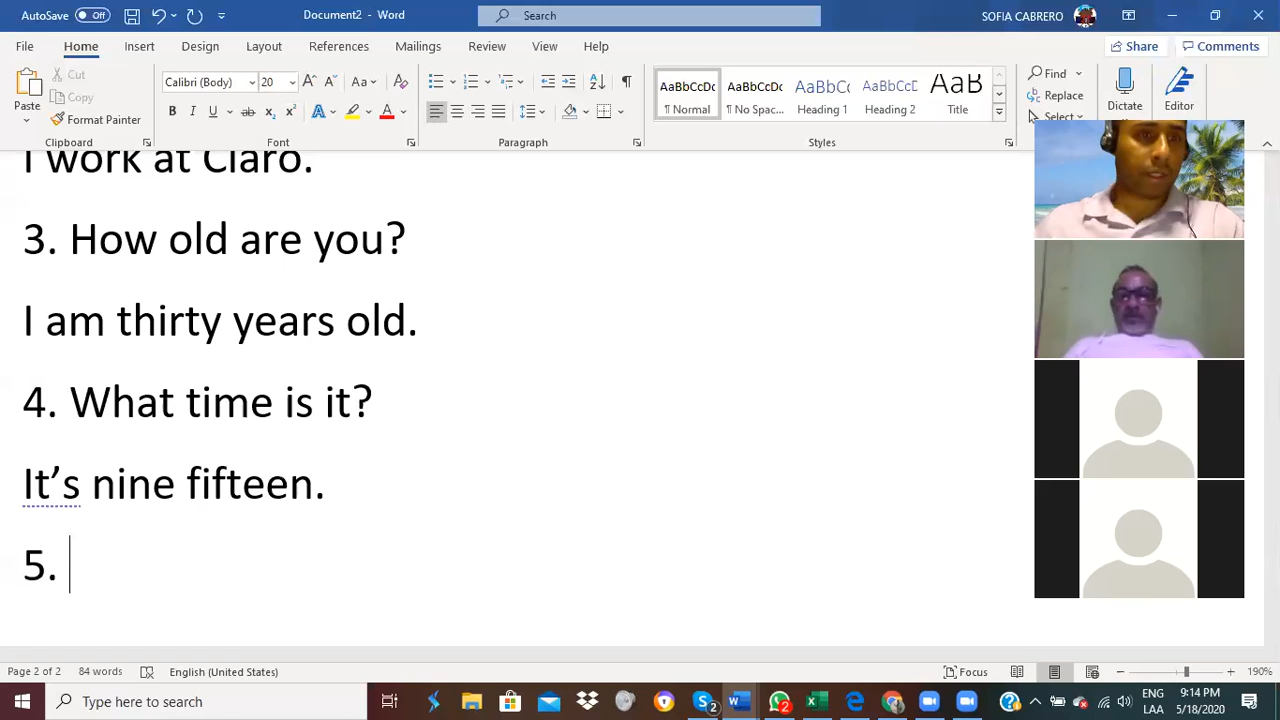 AutoSave Off Document2 - Word Search SOFIA CABRERO
File Home Insert Design Layout References Mailings Review View Help Share Comments
Paste Cut Copy Format Painter
Calibri (Body) 20
AaBbCcDc ¶ Normal AaBbCcDc ¶ No Spac... AaBbCc Heading 1 AaBbCcE Heading 2 AaB Title
Find Replace Select Dictate Editor
Clipboard Font Paragraph Styles
I work at Claro.
3. How old are you?
I am thirty years old.
4. What time is it?
It’s nine fifteen.
5.
Page 2 of 2 84 words English (United States) Focus 190%
Type here to search 2 2 ENG LAA 9:14 PM 5/18/2020